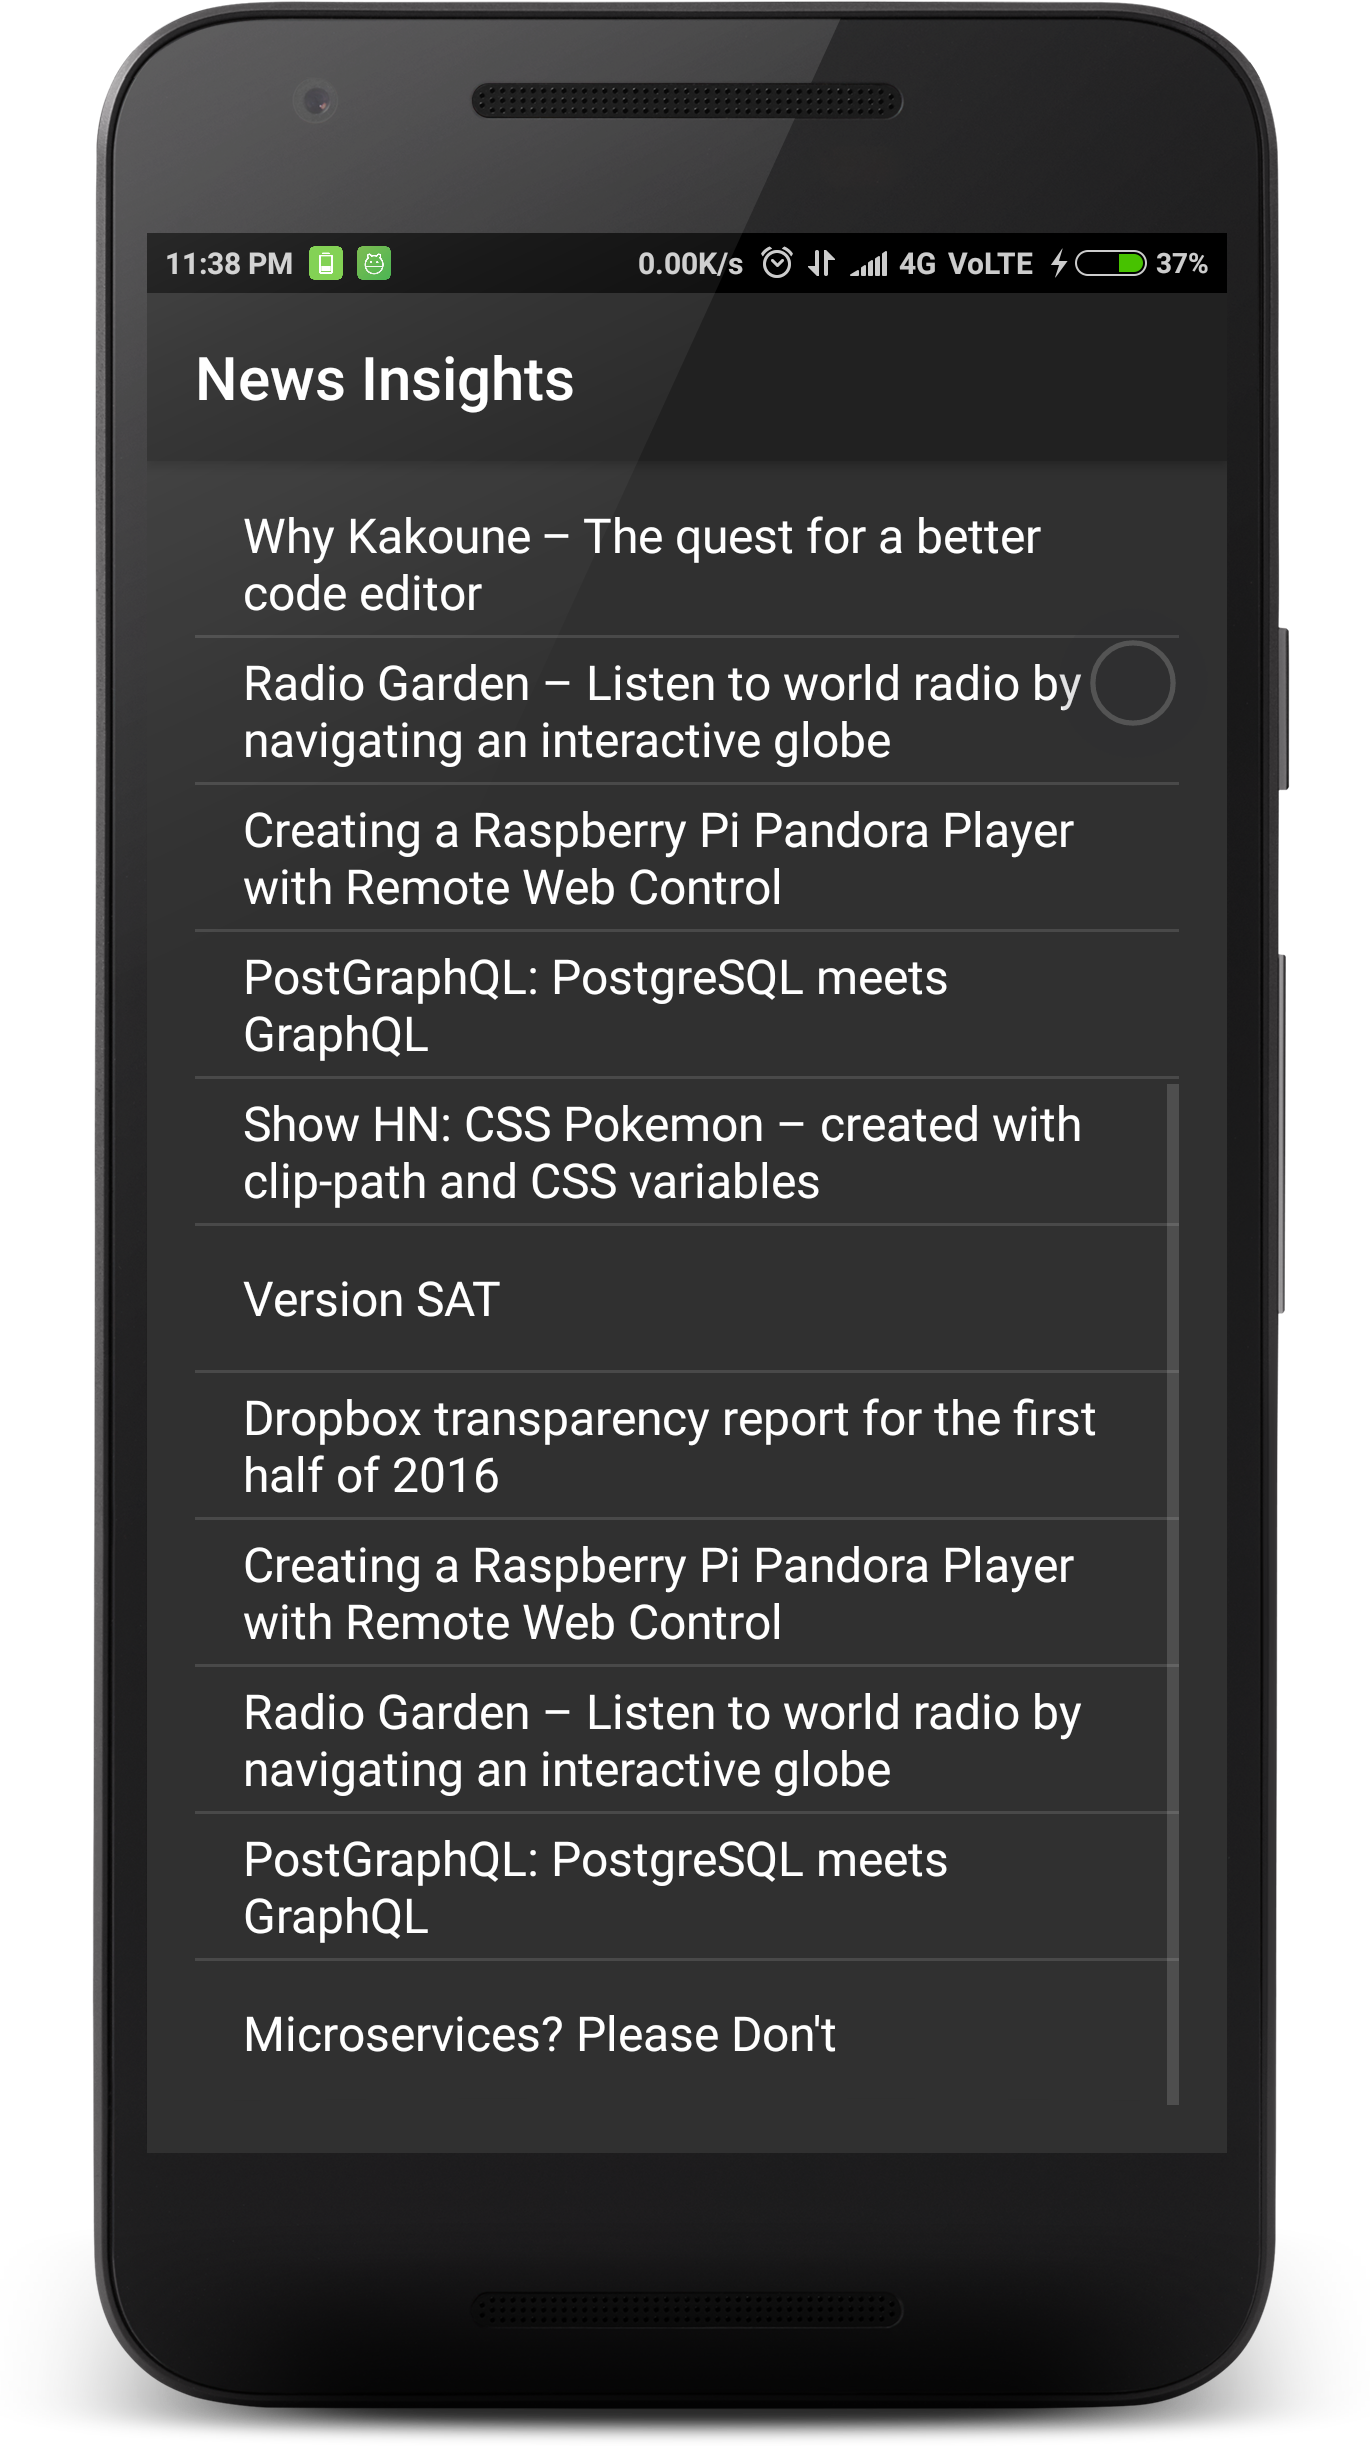 11:38 PM 0.00K/s 4G VoLTE 37%
News Insights
Why Kakoune – The quest for a better
code editor
Radio Garden – Listen to world radio by
navigating an interactive globe
Creating a Raspberry Pi Pandora Player
with Remote Web Control
PostGraphQL: PostgreSQL meets
GraphQL
Show HN: CSS Pokemon – created with
clip-path and CSS variables
Version SAT
Dropbox transparency report for the first
half of 2016
Creating a Raspberry Pi Pandora Player
with Remote Web Control
Radio Garden – Listen to world radio by
navigating an interactive globe
PostGraphQL: PostgreSQL meets
GraphQL
Microservices? Please Don't